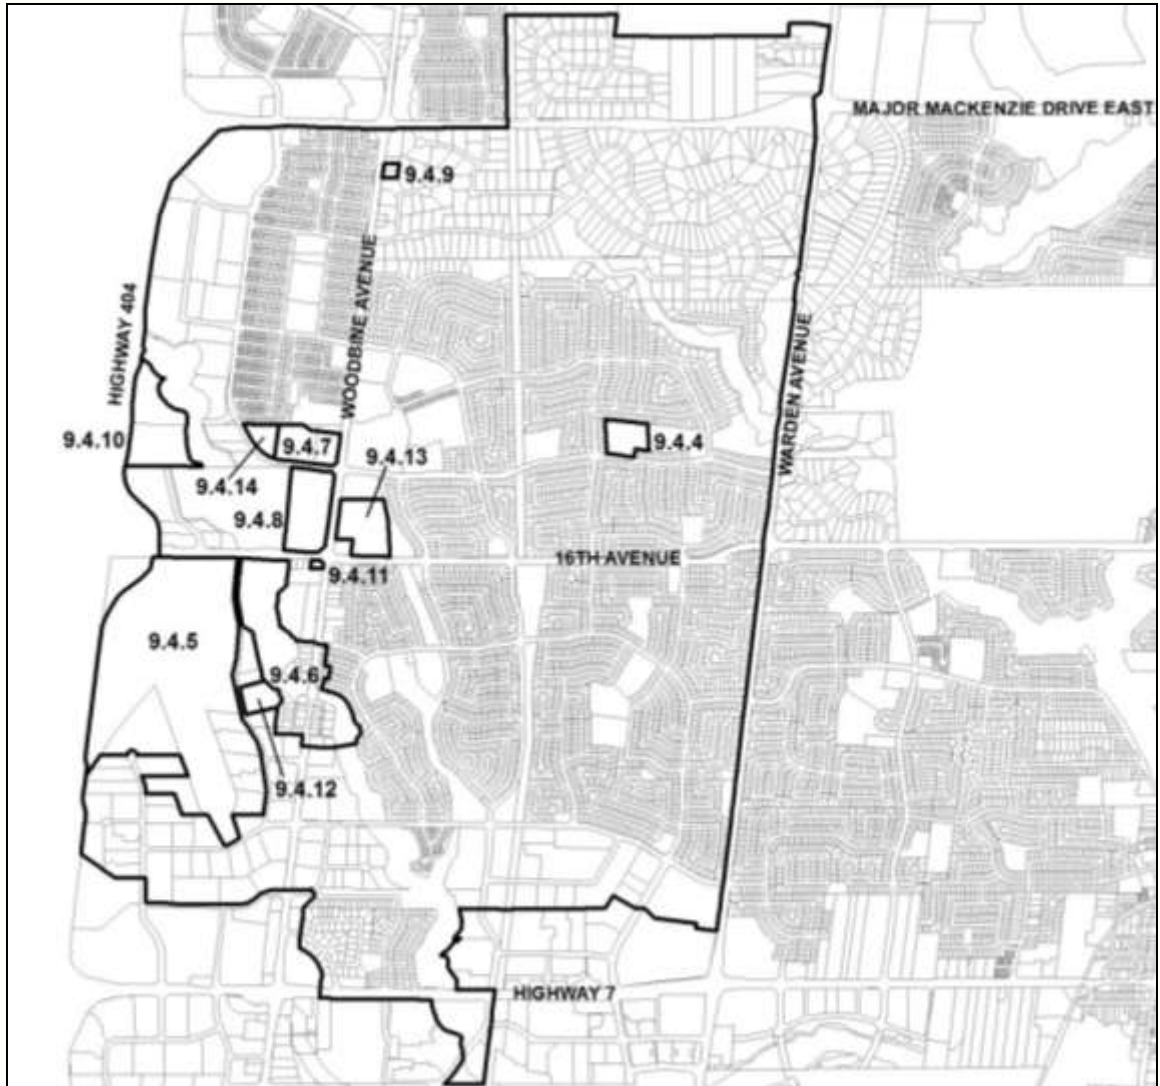 MAJOR MACKENZIE DRIVE EAST
9.4.9
WOODBINE AVENUE
HIGHWAY 404
WARDEN AVENUE
9.4.10
9.4.7
9.4.4
9.4.13
9.4.14
9.4.8
16TH AVENUE
9.4.11
9.4.5
9.4.6
9.4.12
HIGHWAY 7